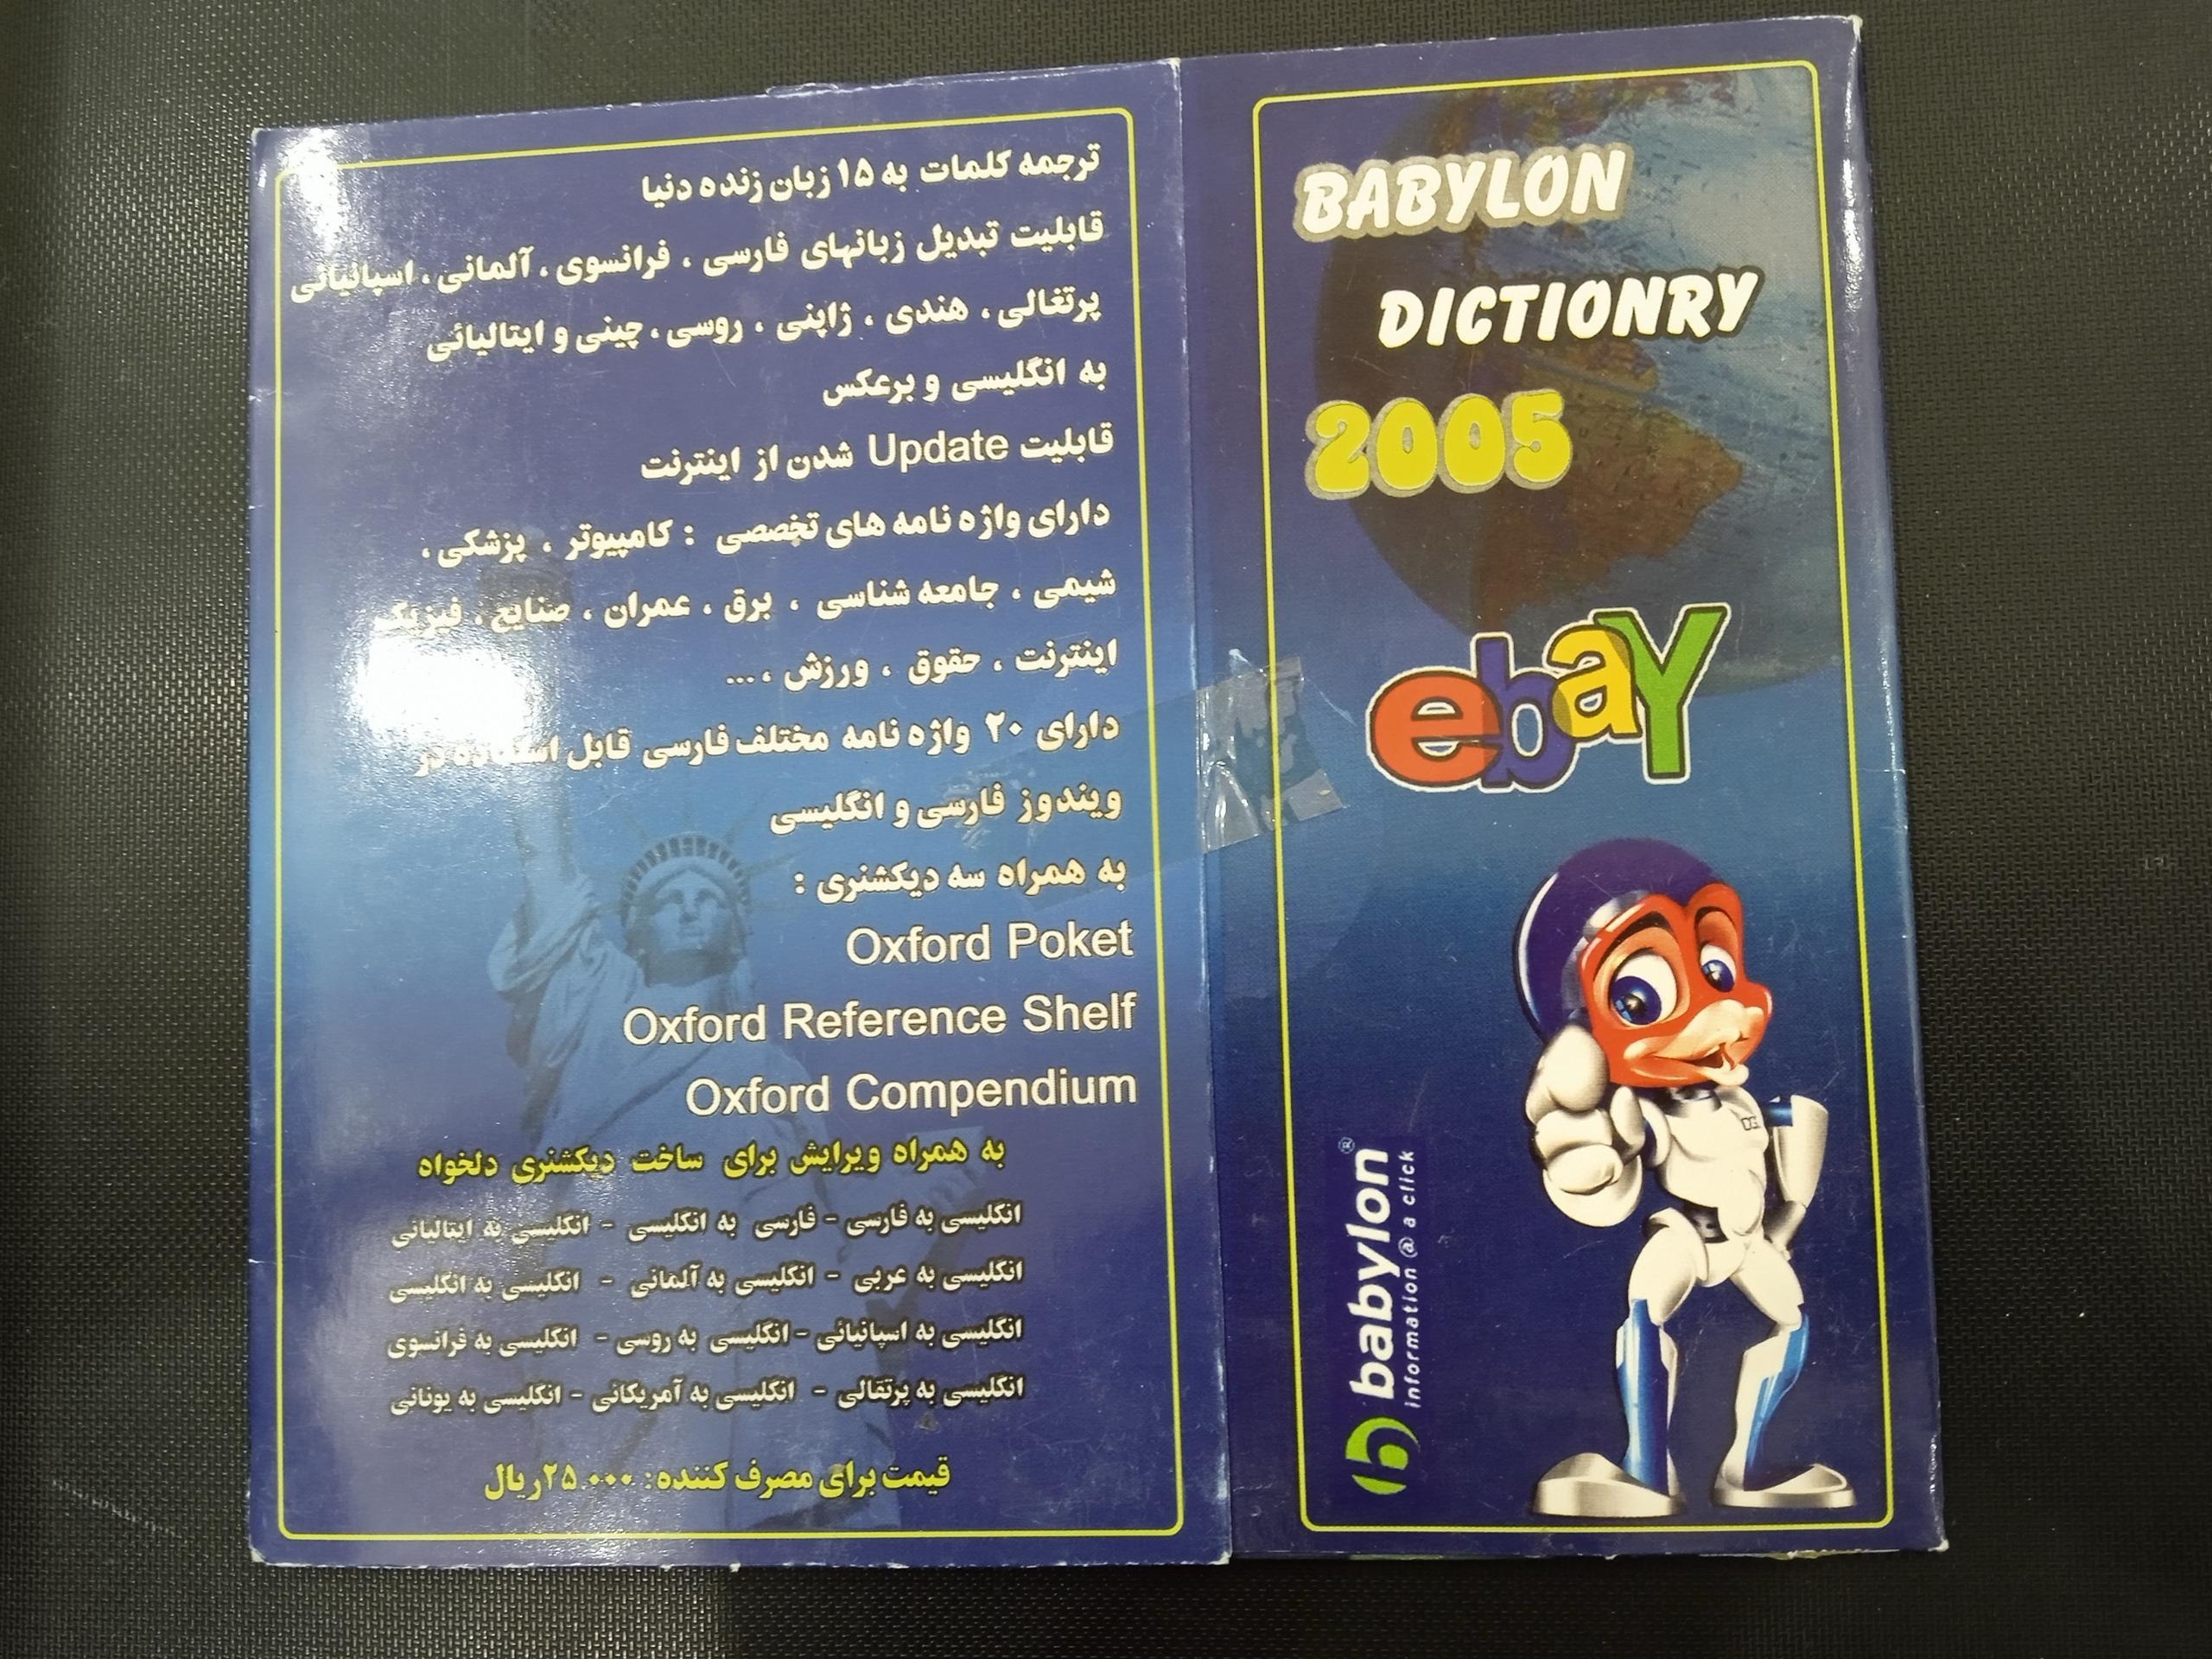 ترجمه کلمات به ۱۵ زبان زنده دنیا
قابلیت تبدیل زبانهای فارسی ، فرانسوی ، آلمانی ، اسپانیائی
پرتغالی ، هندی ، ژاپنی ، روسی ، چینی و ایتالیائی
به انگلیسی و برعکس
قابلیت Update شدن از اینترنت
دارای واژه نامه های تخصصی : کامپیوتر ، پزشکی ،
شیمی ، جامعه شناسی ، برق ، عمران ، صنایع ، فیزیک
اینترنت ، حقوق ، ورزش ، ...
دارای ۲۰ واژه نامه مختلف فارسی قابل استفاده در
ویندوز فارسی و انگلیسی
به همراه سه دیکشنری :
Oxford Poket
Oxford Reference Shelf
Oxford Compendium
به همراه ویرایش برای ساخت دیکشنری دلخواه
انگلیسی به فارسی - فارسی به انگلیسی - انگلیسی به ایتالیائی
انگلیسی به عربی - انگلیسی به آلمانی - انگلیسی به انگلیسی
انگلیسی به اسپانیائی - انگلیسی به روسی - انگلیسی به فرانسوی
انگلیسی به پرتقالی - انگلیسی به آمریکائی - انگلیسی به یونانی
قیمت برای مصرف کننده : ۲۵.۰۰۰ریال
BABYLON
DICTIONRY
2005
ebaY
DG
babylon®
information @ a click